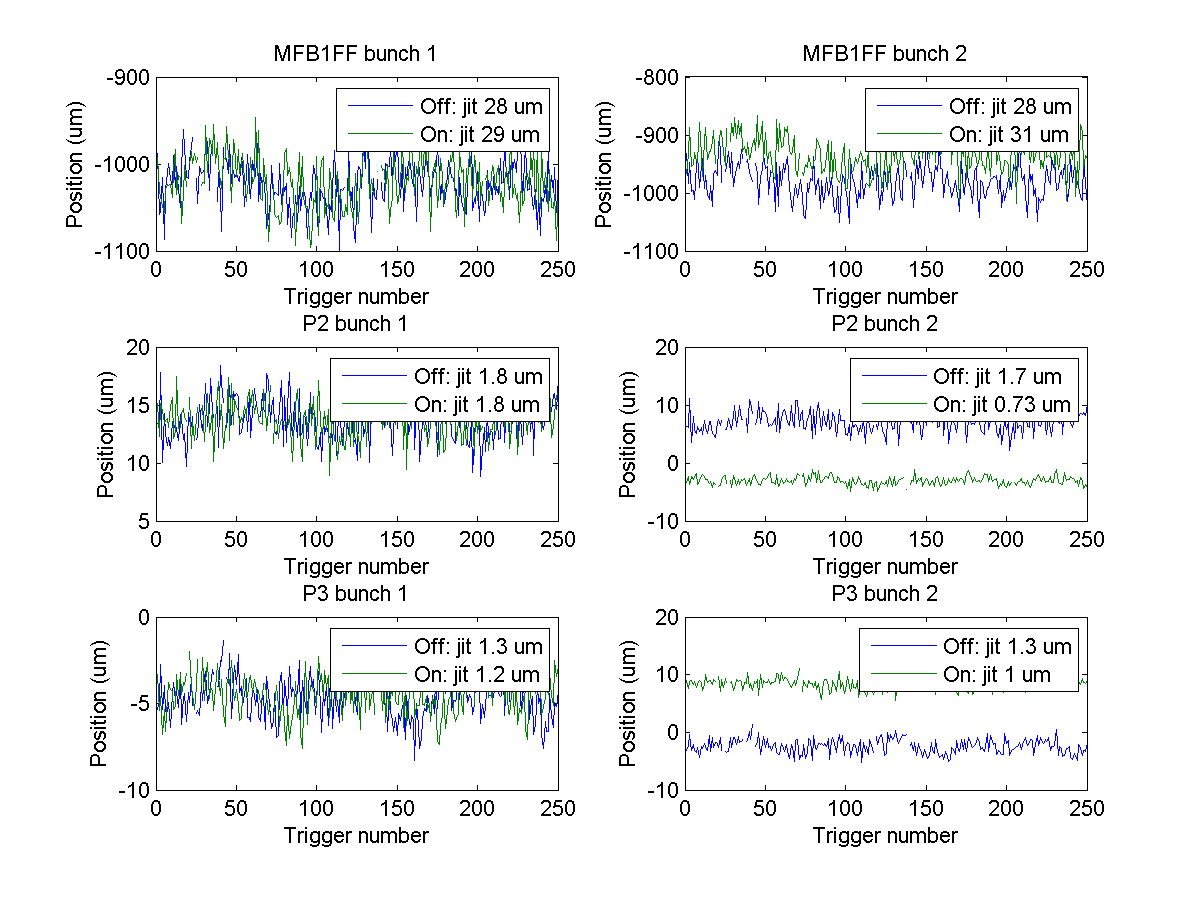 MFB1FF bunch 1
-900
-1000
-1100
Position (um)
Off: jit 28 um
On: jit 29 um
0 50 100 150 200 250
Trigger number
MFB1FF bunch 2
-800
-900
-1000
-1100
Position (um)
Off: jit 28 um
On: jit 31 um
0 50 100 150 200 250
Trigger number
P2 bunch 1
20
15
10
5
Position (um)
Off: jit 1.8 um
On: jit 1.8 um
0 50 100 150 200 250
Trigger number
P2 bunch 2
20
10
0
-10
Position (um)
Off: jit 1.7 um
On: jit 0.73 um
0 50 100 150 200 250
Trigger number
P3 bunch 1
0
-5
-10
Position (um)
Off: jit 1.3 um
On: jit 1.2 um
0 50 100 150 200 250
Trigger number
P3 bunch 2
20
10
0
-10
Position (um)
Off: jit 1.3 um
On: jit 1 um
0 50 100 150 200 250
Trigger number